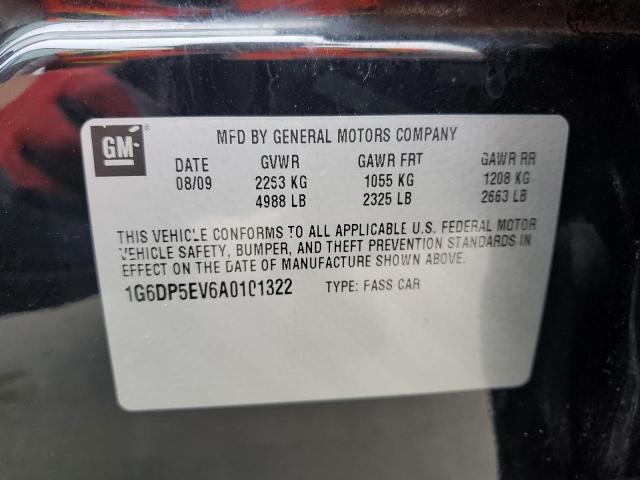 GM ®
MFD BY GENERAL MOTORS COMPANY
DATE GVWR GAWR FRT GAWR RR
08/09 2263 KG 1055 KG 1208 KG
4988 LB 2325 LB 2663 LB
THIS VEHICLE CONFORMS TO ALL APPLICABLE U.S. FEDERAL MOTOR
VEHICLE SAFETY, BUMPER, AND THEFT PREVENTION STANDARDS IN
EFFECT ON THE DATE OF MANUFACTURE SHOWN ABOVE.
1G6DP5EV6A0101322 TYPE: PASS CAR